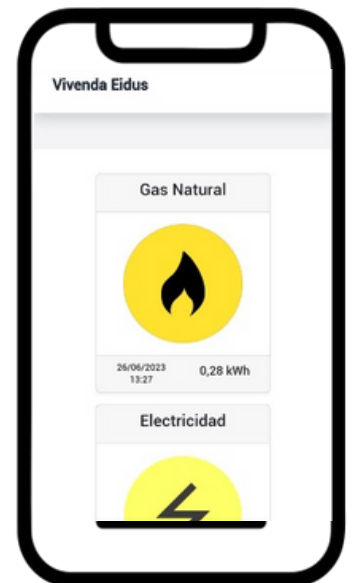 Vivenda Eidus
Gas Natural
26/06/2023
13:27
0,28 kWh
Electricidad